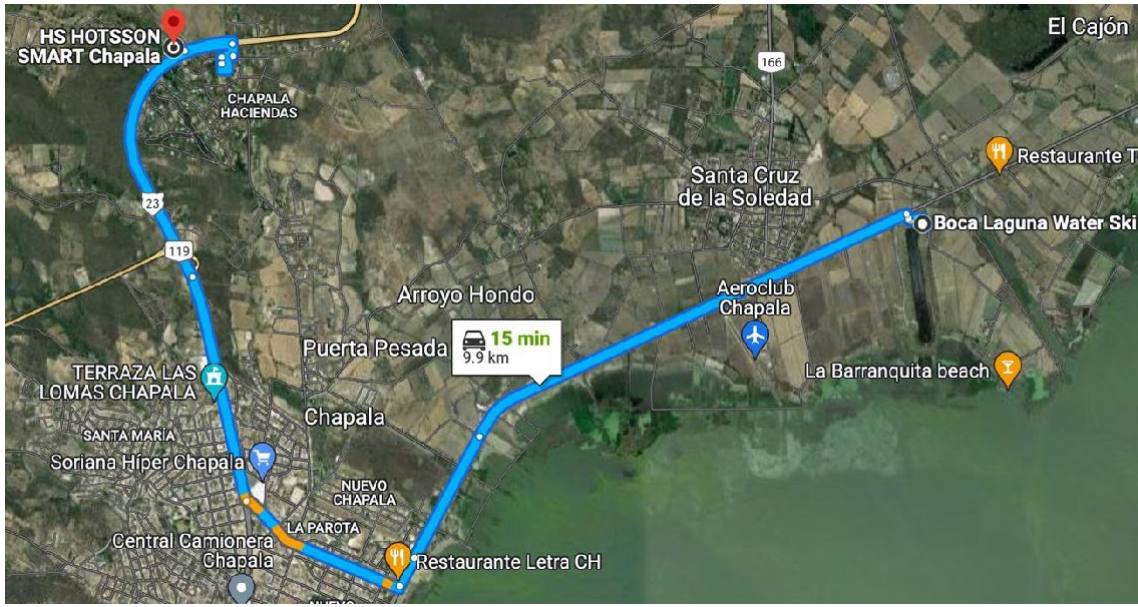 HS HOTSSON
SMART Chapala
El Cajón
166
CHAPALA
HACIENDAS
Restaurante T
Santa Cruz
de la Soledad
23
Boca Laguna Water Ski
119
Arroyo Hondo
Aeroclub
Chapala
15 min
9.9 km
Puerta Pesada
TERRAZA LAS
LOMAS CHAPALA
La Barranquita beach
Chapala
SANTA MARÍA
Soriana Híper Chapala
NUEVO
CHAPALA
LA PAROTA
Central Camionera
Chapala
Restaurante Letra CH
NUEVO